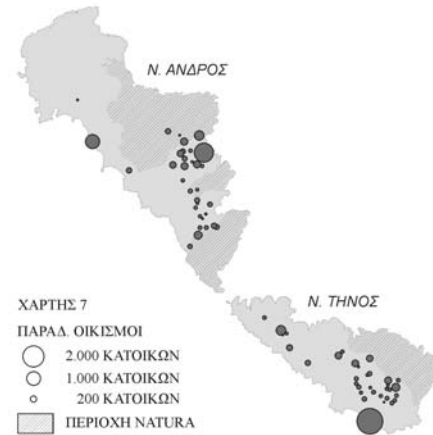 Ν. ΑΝΔΡΟΣ
Ν. ΤΗΝΟΣ
ΧΑΡΤΗΣ 7
ΠΑΡΑΔ. ΟΙΚΙΣΜΟΙ
2.000 ΚΑΤΟΙΚΩΝ
1.000 ΚΑΤΟΙΚΩΝ
200 ΚΑΤΟΙΚΩΝ
ΠΕΡΙΟΧΗ NATURA